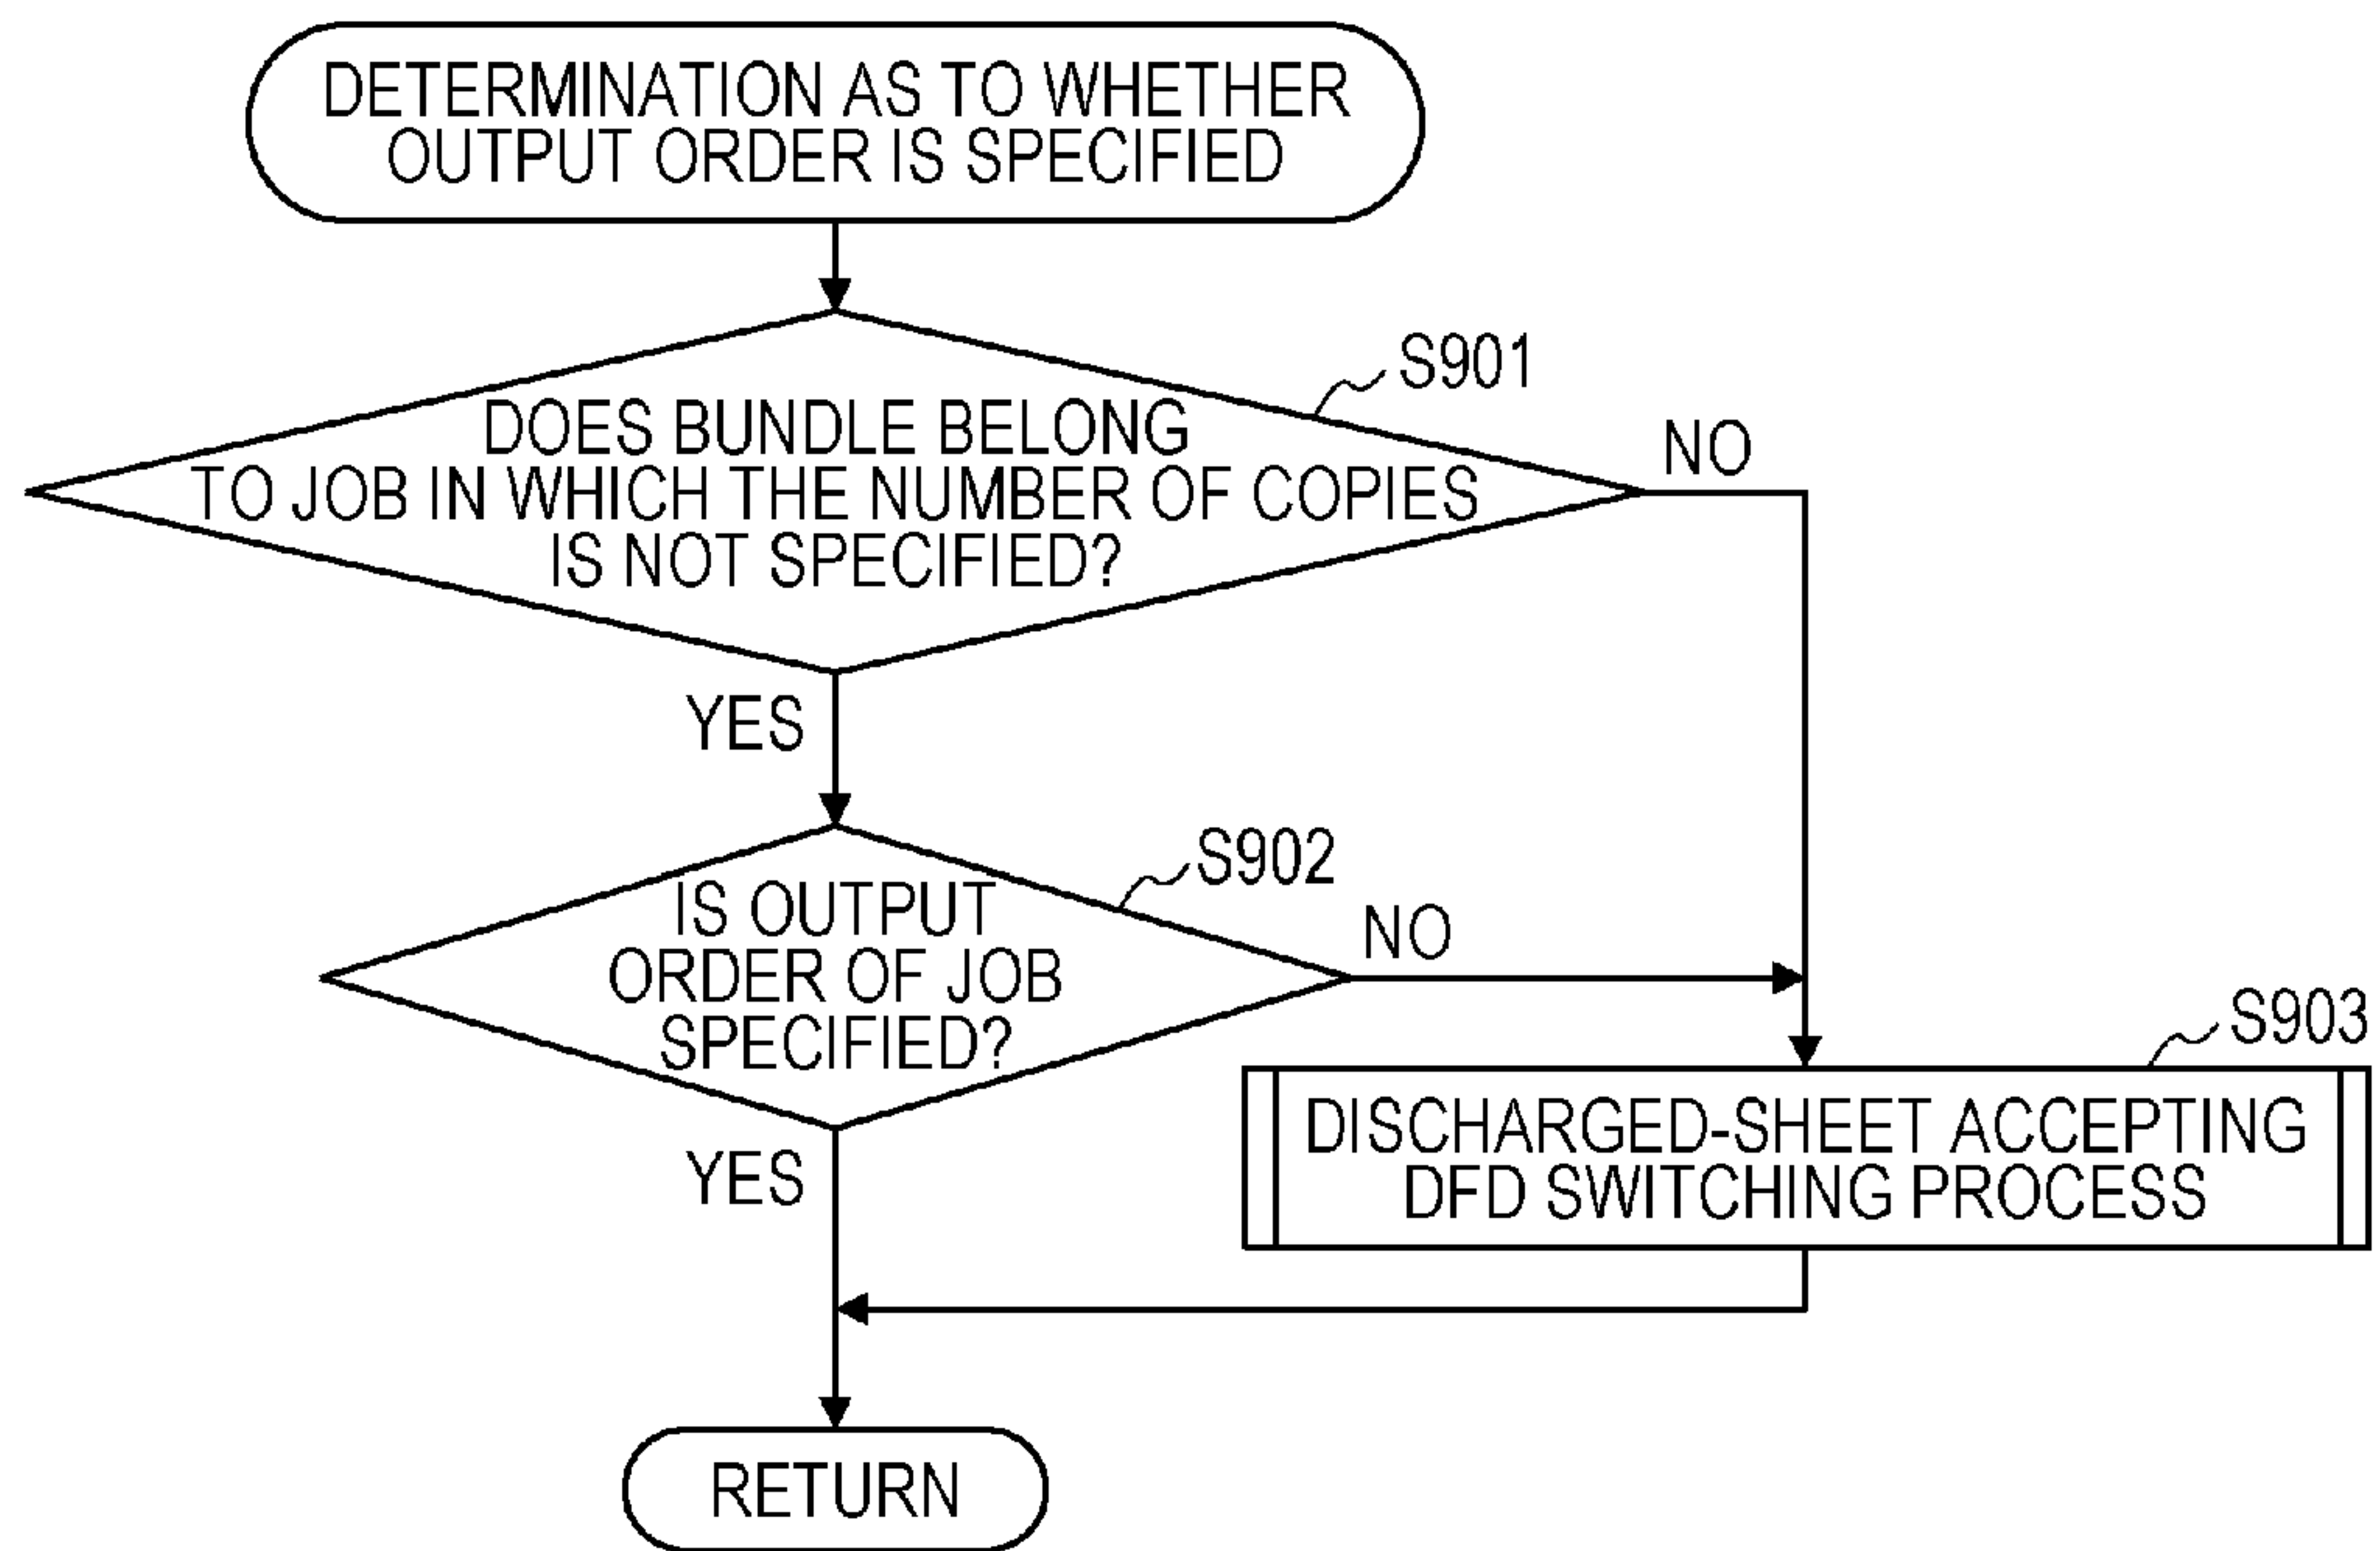 DETERMINATION AS TO WHETHER
OUTPUT ORDER IS SPECIFIED
S901
DOES BUNDLE BELONG
TO JOB IN WHICH THE NUMBER OF COPIES
IS NOT SPECIFIED?
NO
YES
S902
IS OUTPUT
ORDER OF JOB
SPECIFIED?
NO
YES
S903
DISCHARGED-SHEET ACCEPTING
DFD SWITCHING PROCESS
RETURN